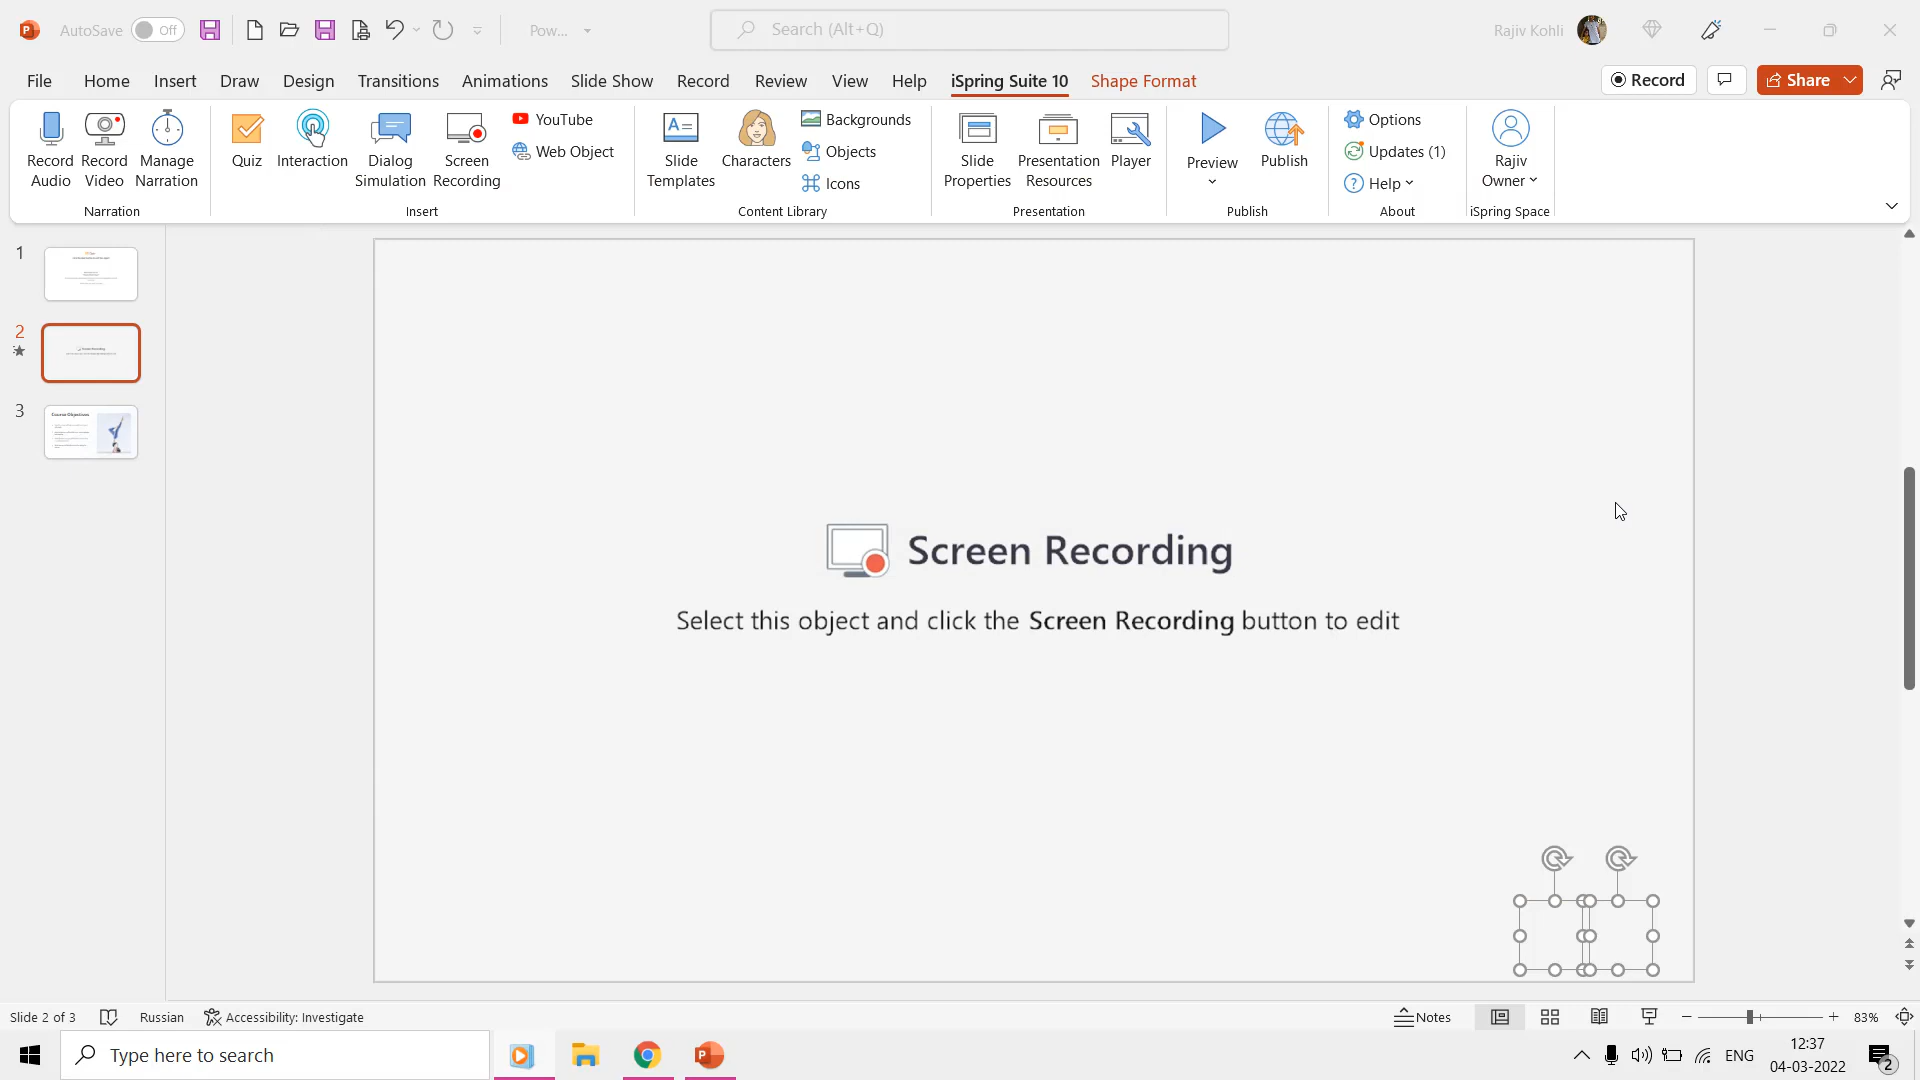 AutoSave Off Pow... Search (Alt+Q) Rajiv Kohli
File Home Insert Draw Design Transitions Animations Slide Show Record Review View Help iSpring Suite 10 Shape Format Record Share
Record Audio
Record Video
Manage Narration
Narration
Quiz
Interaction
Dialog Simulation
Screen Recording
YouTube
Web Object
Insert
Slide Templates
Characters
Backgrounds
Objects
Icons
Content Library
Slide Properties
Presentation Resources
Player
Presentation
Preview
Publish
Publish
Options
Updates (1)
Help
About
Rajiv Owner
iSpring Space
1
2
3
Course Objectives
Screen Recording
Select this object and click the Screen Recording button to edit
Slide 2 of 3 Russian Accessibility: Investigate Notes 83%
Type here to search ENG 12:37
04-03-2022 2